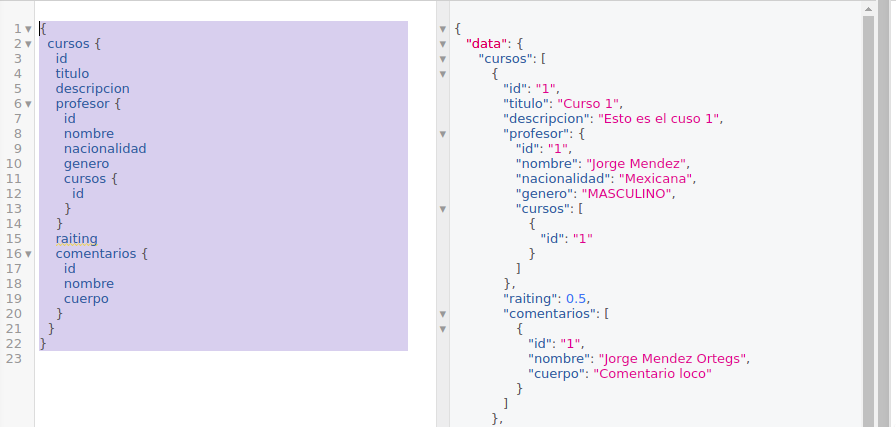 1 {
2 cursos {
3 id
4 titulo
5 descripcion
6 profesor {
7 id
8 nombre
9 nacionalidad
10 genero
11 cursos {
12 id
13 }
14 }
15 raiting
16 comentarios {
17 id
18 nombre
19 cuerpo
20 }
21 }
22 }
23
{
"data": {
"cursos": [
{
"id": "1",
"titulo": "Curso 1",
"descripcion": "Esto es el cuso 1",
"profesor": {
"id": "1",
"nombre": "Jorge Mendez",
"nacionalidad": "Mexicana",
"genero": "MASCULINO",
"cursos": [
{
"id": "1"
}
]
},
"raiting": 0.5,
"comentarios": [
{
"id": "1",
"nombre": "Jorge Mendez Ortegs",
"cuerpo": "Comentario loco"
}
]
},